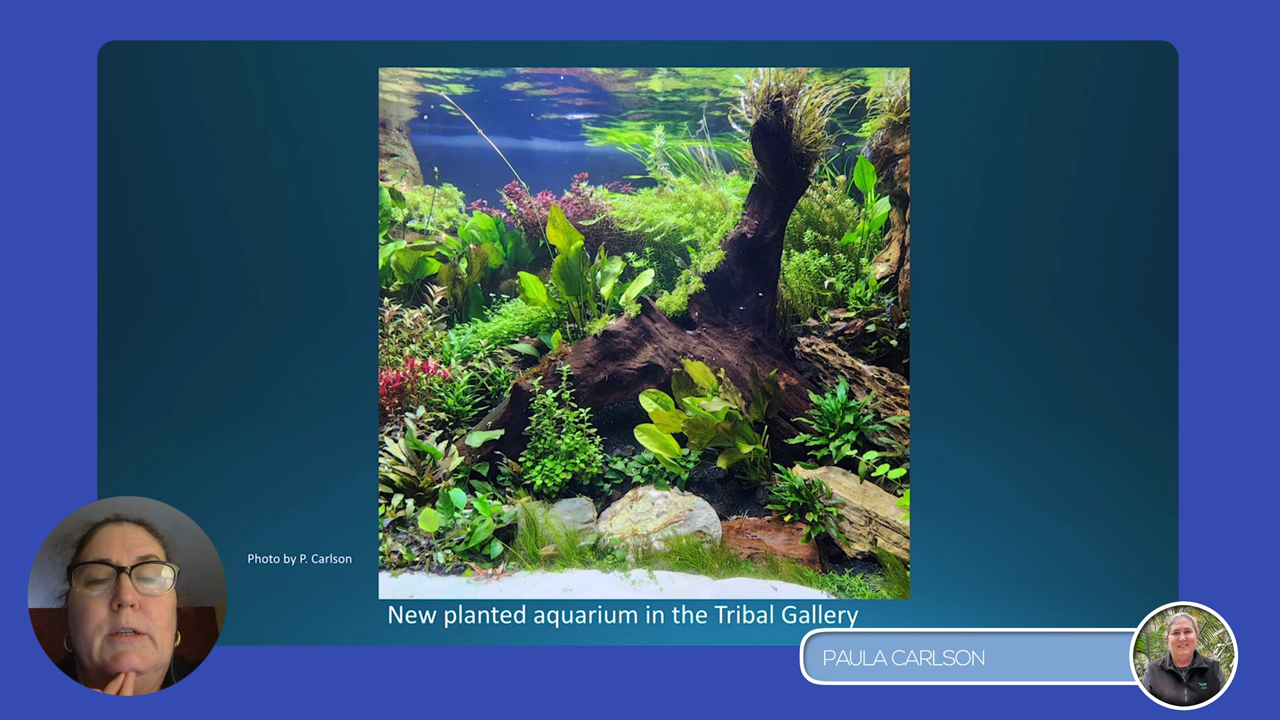 Photo by P. Carlson
New planted aquarium in the Tribal Gallery
PAULA CARLSON